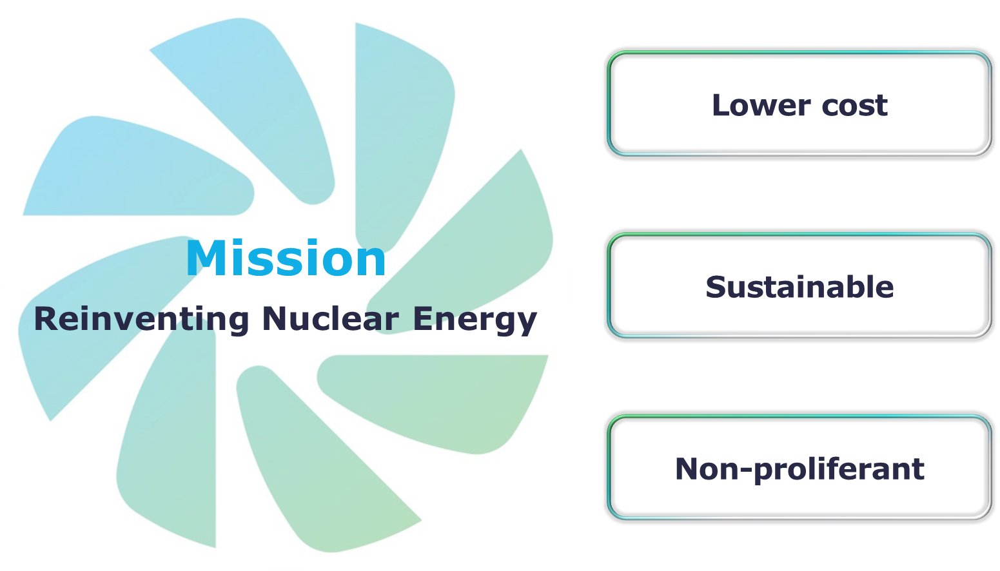 Mission
Reinventing Nuclear Energy
Lower cost
Sustainable
Non-proliferant